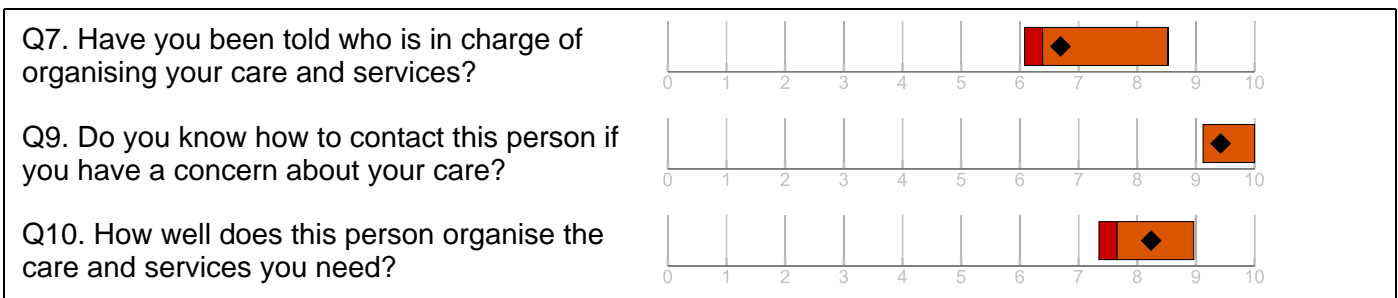 Q7. Have you been told who is in charge of
organising your care and services?
0 1 2 3 4 5 6 7 8 9 10
Q9. Do you know how to contact this person if
you have a concern about your care?
0 1 2 3 4 5 6 7 8 9 10
Q10. How well does this person organise the
care and services you need?
0 1 2 3 4 5 6 7 8 9 10